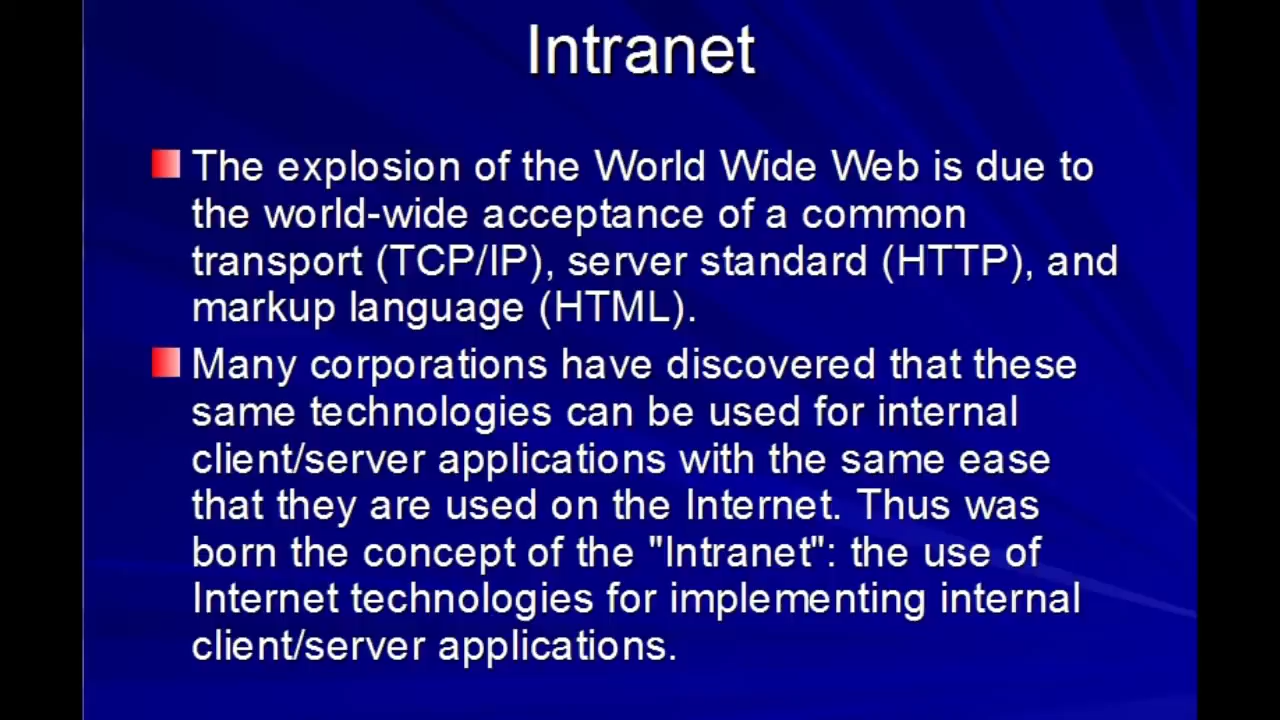 Intranet
The explosion of the World Wide Web is due to
the world-wide acceptance of a common
transport (TCP/IP), server standard (HTTP), and
markup language (HTML).
Many corporations have discovered that these
same technologies can be used for internal
client/server applications with the same ease
that they are used on the Internet. Thus was
born the concept of the "Intranet": the use of
Internet technologies for implementing internal
client/server applications.